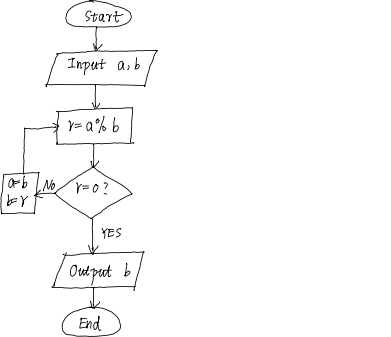 Start
Input a, b
r=a%b
r=0?
No
a=b
b=r
YES
Output b
End